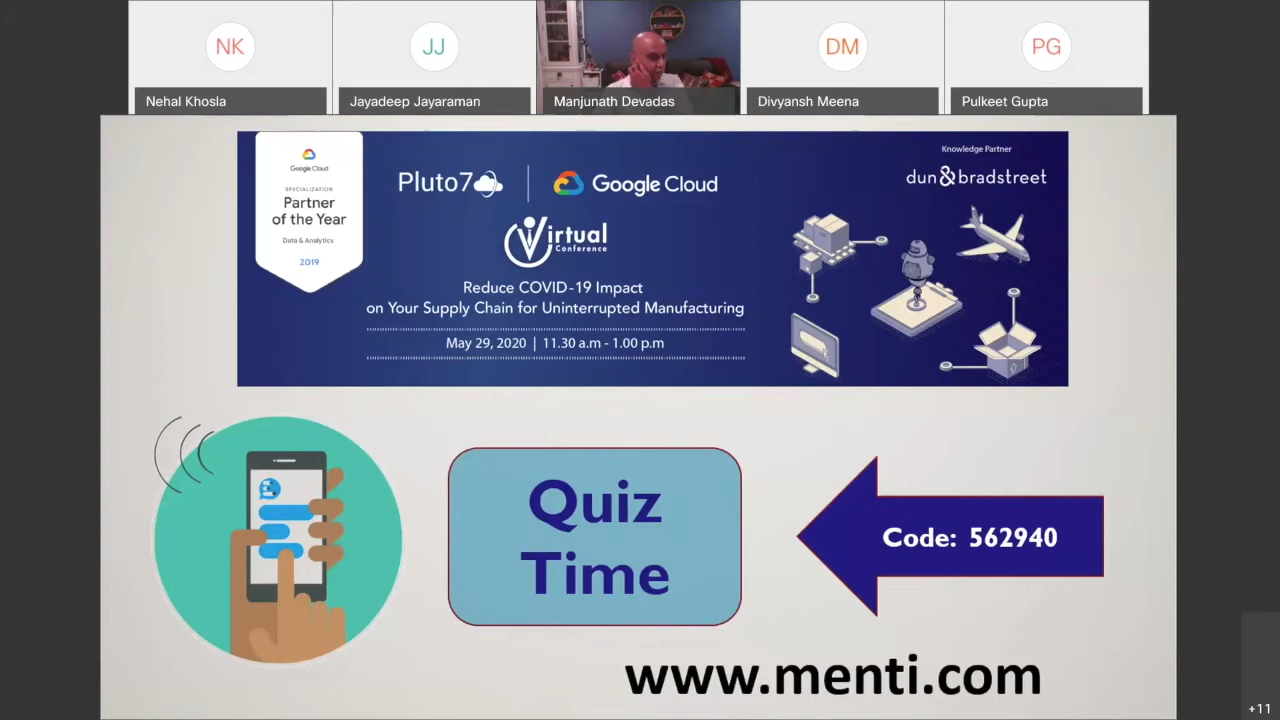 NK
JJ
DM
PG
Nehal Khosla
Jayadeep Jayaraman
Manjunath Devadas
Divyansh Meena
Pulkeet Gupta
Google Cloud
SPECIALIZATION
Partner
of the Year
Data & Analytics
2019
Pluto7
Google Cloud
Knowledge Partner
dun & bradstreet
Virtual
Conference
Reduce COVID-19 Impact
on Your Supply Chain for Uninterrupted Manufacturing
May 29, 2020 | 11.30 a.m - 1.00 p.m
Quiz
Time
Code: 562940
www.menti.com
+11